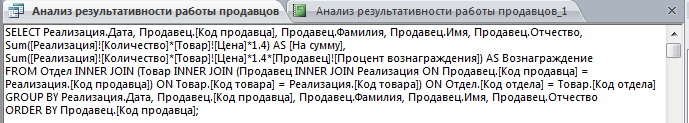 Анализ результативности работы продавцов
Анализ результативности работы продавцов_1
SELECT Реализация.Дата, Продавец.[Код продавца], Продавец.Фамилия, Продавец.Имя, Продавец.Отчество,
Sum([Реализация]![Количество]*[Товар]![Цена]*1.4) AS [На сумму],
Sum([Реализация]![Количество]*[Товар]![Цена]*1.4*[Продавец]![Процент вознаграждения]) AS Вознаграждение
FROM Отдел INNER JOIN (Товар INNER JOIN (Продавец INNER JOIN Реализация ON Продавец.[Код продавца] =
Реализация.[Код продавца]) ON Товар.[Код товара] = Реализация.[Код товара]) ON Отдел.[Код отдела] = Товар.[Код отдела]
GROUP BY Реализация.Дата, Продавец.[Код продавца], Продавец.Фамилия, Продавец.Имя, Продавец.Отчество
ORDER BY Продавец.[Код продавца];